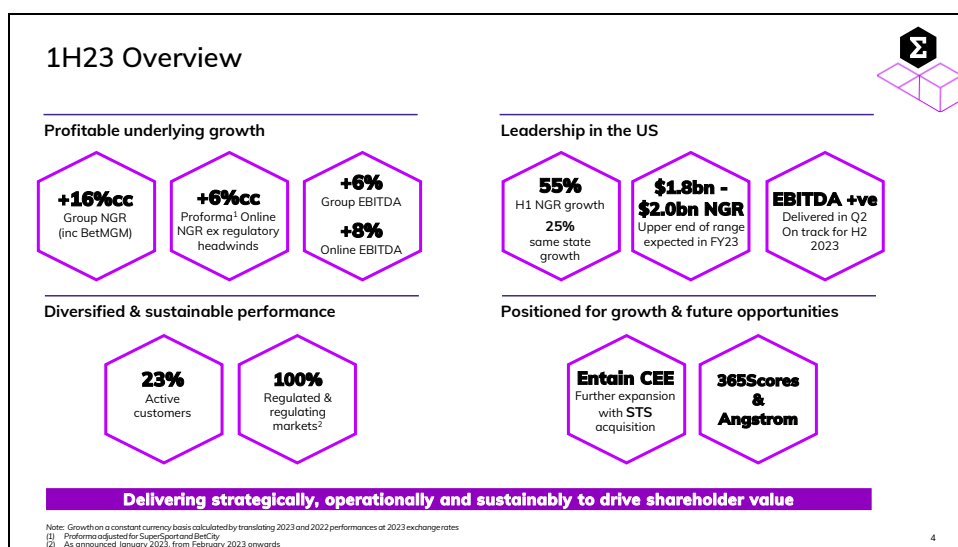 1H23 Overview
Σ
Profitable underlying growth
+16%cc
Group NGR
(inc BetMGM)
+6%cc
Proforma¹ Online
NGR ex regulatory
headwinds
+6%
Group EBITDA
+8%
Online EBITDA
Leadership in the US
55%
H1 NGR growth
25%
same state
growth
$1.8bn -
$2.0bn NGR
Upper end of range
expected in FY23
EBITDA +ve
Delivered in Q2
On track for H2
2023
Diversified & sustainable performance
23%
Active
customers
100%
Regulated &
regulating
markets²
Positioned for growth & future opportunities
Entain CEE
Further expansion
with STS
acquisition
365Scores
&
Angstrom
Delivering strategically, operationally and sustainably to drive shareholder value
Note: Growth on a constant currency basis calculated by translating 2023 and 2022 performances at 2023 exchange rates
(1) Proforma adjusted for SuperSport and BetCity
(2) As announced January 2023, from February 2023 onwards
4